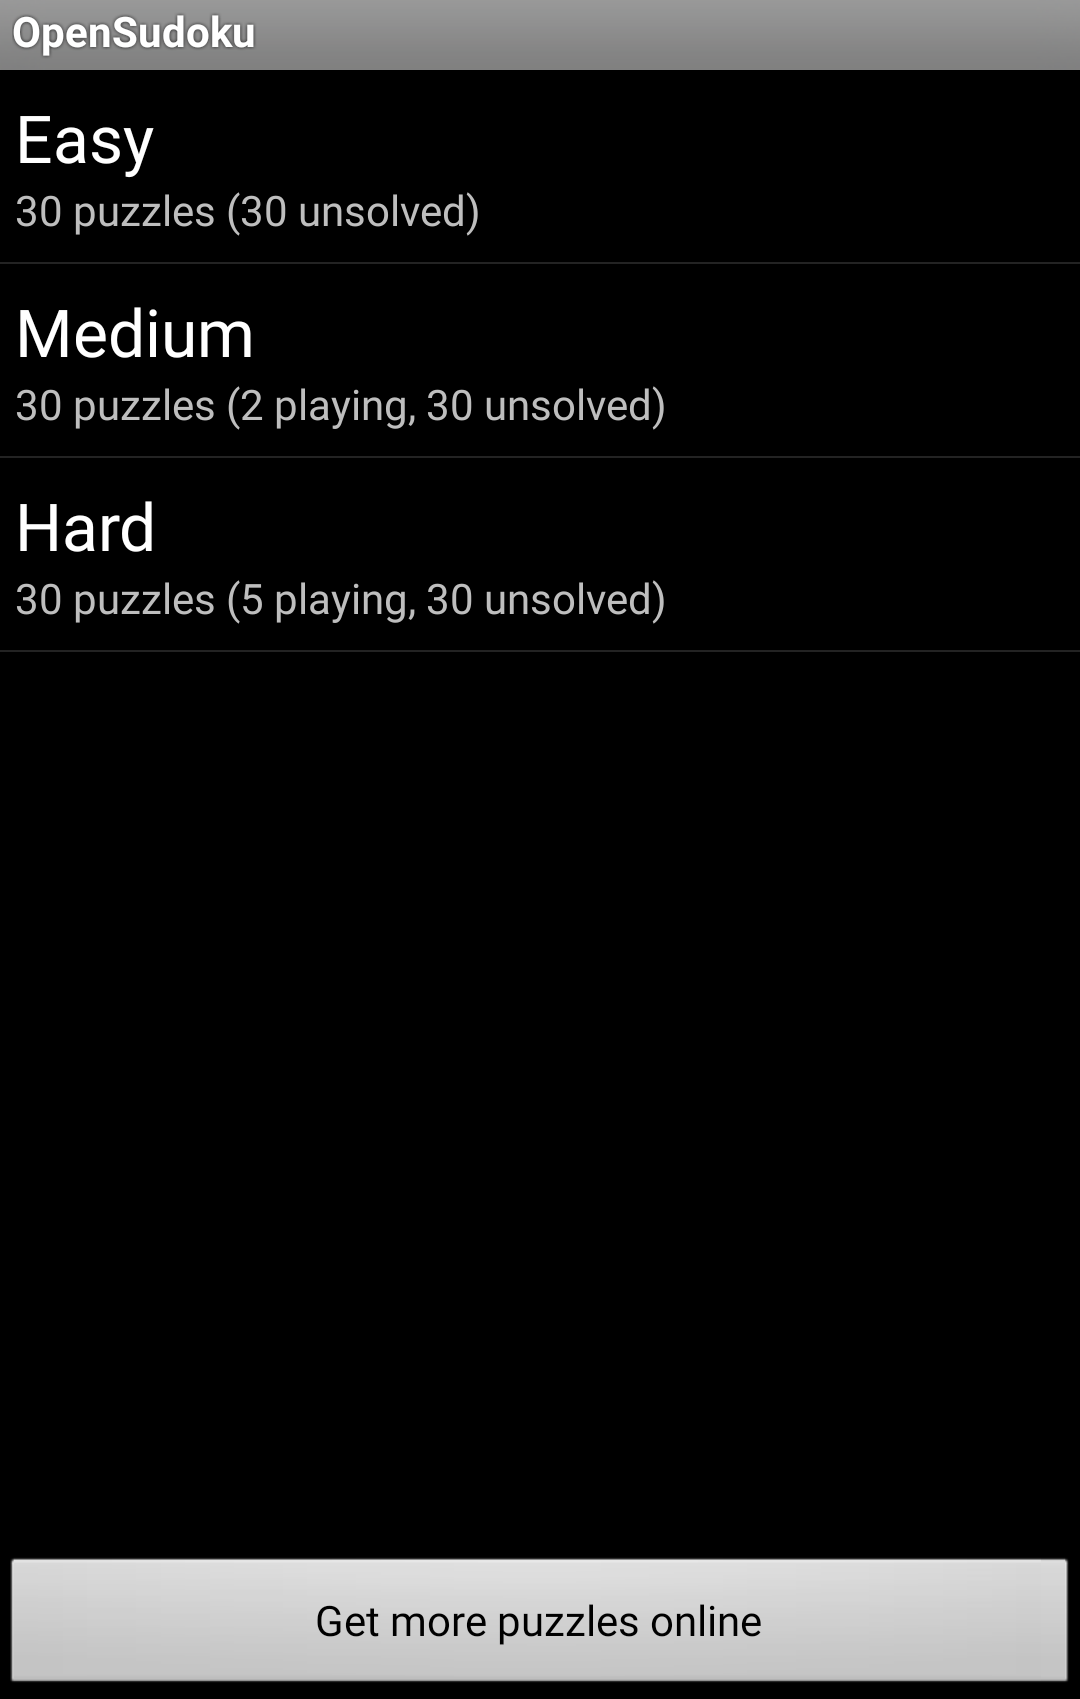 OpenSudoku
Easy
30 puzzles (30 unsolved)
Medium
30 puzzles (2 playing, 30 unsolved)
Hard
30 puzzles (5 playing, 30 unsolved)
Get more puzzles online